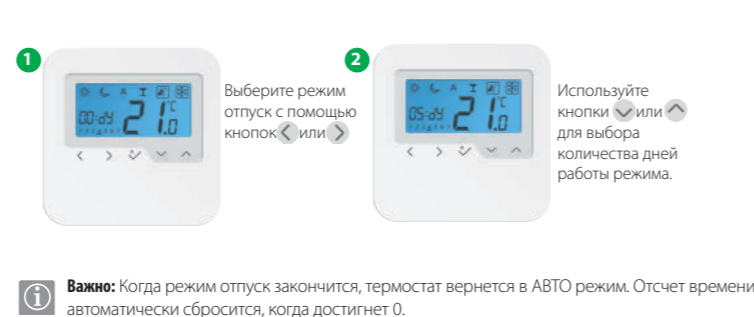 1
2
00-dY 21.0 °C
05-dY 21.0 °C
Выберите режим
отпуск с помощью
кнопок < или >
Используйте
кнопки ∨ или ∧
для выбора
количества дней
работы режима.
Важно: Когда режим отпуск закончится, термостат вернется в АВТО режим. Отсчет времени
автоматически сбросится, когда достигнет 0.